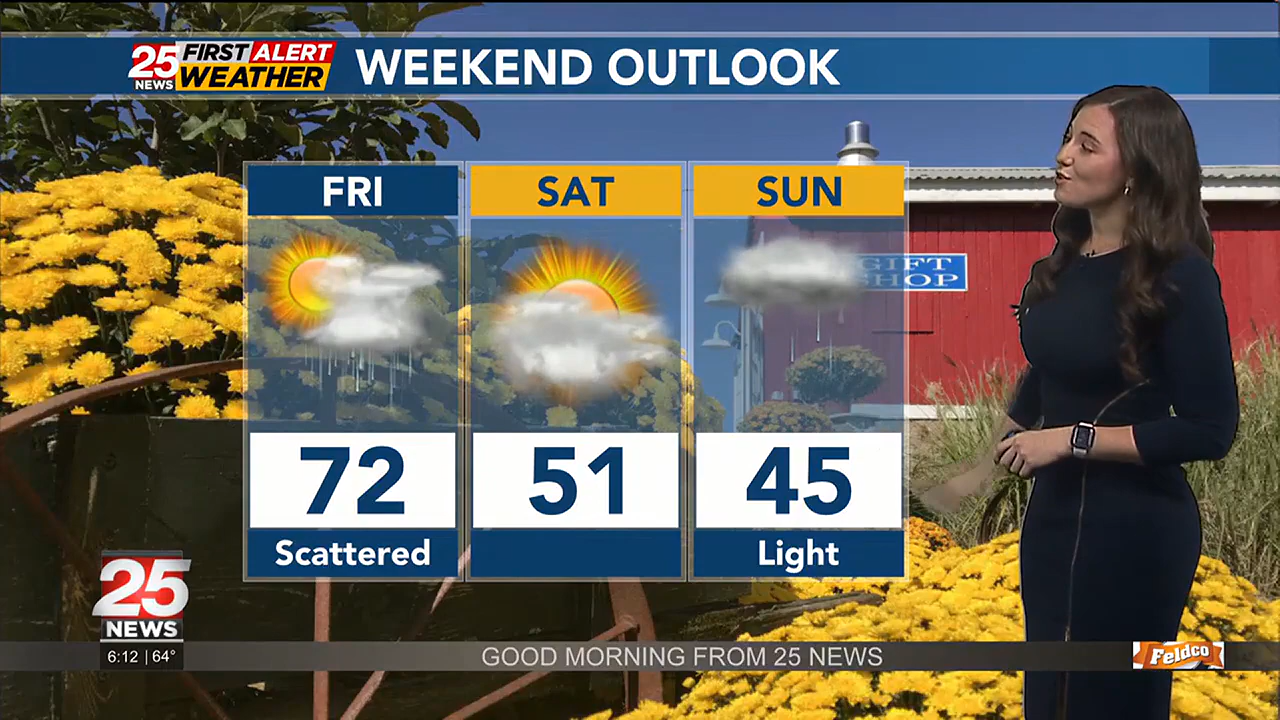 25 NEWS FIRST ALERT WEATHER
WEEKEND OUTLOOK
FRI
SAT
SUN
GIFT
SHOP
72
51
45
Scattered
Light
25
NEWS
6:12 | 64°
GOOD MORNING FROM 25 NEWS
Feldco